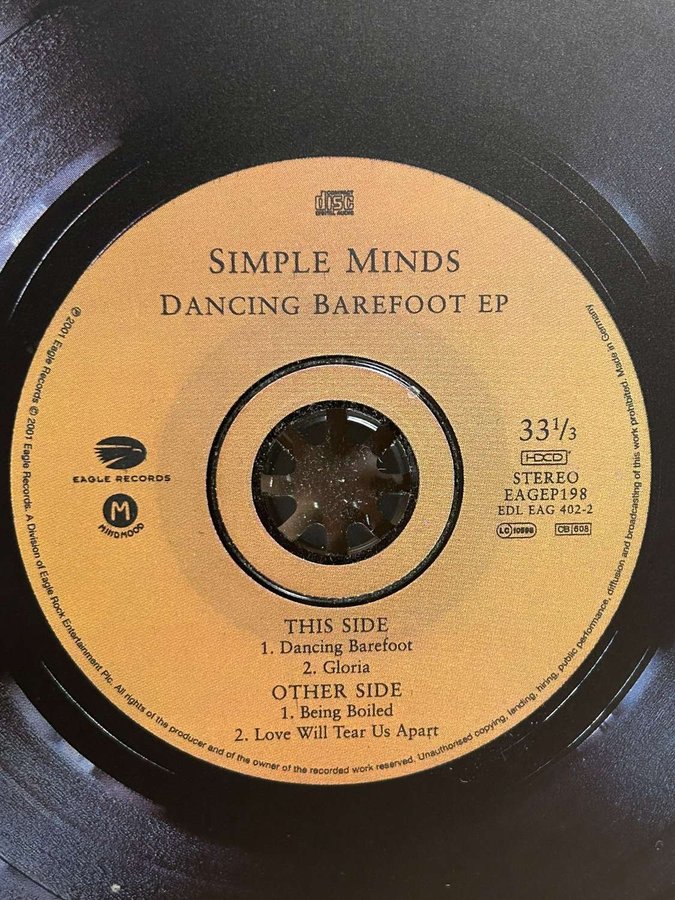 COMPACT
disc
DIGITAL AUDIO
SIMPLE MINDS
DANCING BAREFOOT EP
33 1/3
HDCD
STEREO
EAGEP198
EDL EAG 402-2
LC 10596
CB 608
EAGLE RECORDS
M
MINDMOOD
THIS SIDE
1. Dancing Barefoot
2. Gloria
OTHER SIDE
1. Being Boiled
2. Love Will Tear Us Apart
℗ 2001 Eagle Records © 2001 Eagle Records. A Division of Eagle Rock Entertainment Plc. All rights of the producer and of the owner of the recorded work reserved. Unauthorised copying, lending, hiring, public performance, diffusion and broadcasting of this work prohibited. Made in Germany